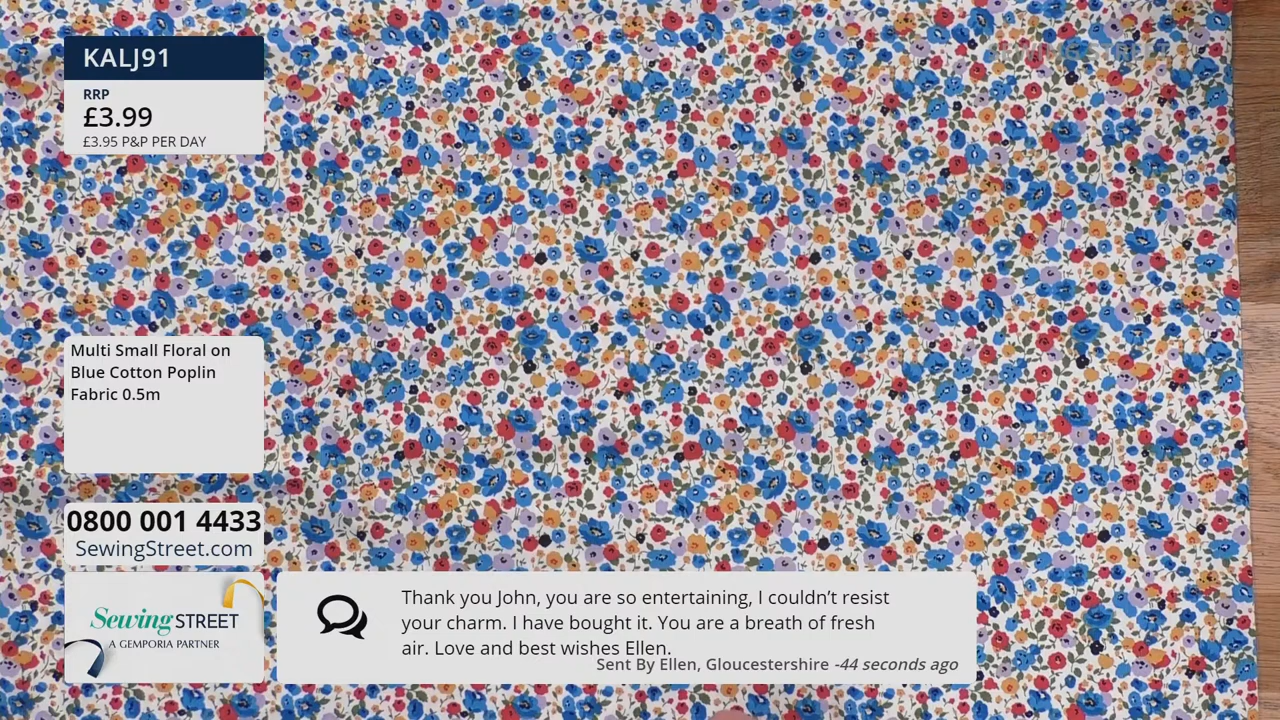 KALJ91
RRP
£3.99
£3.95 P&P PER DAY
Multi Small Floral on
Blue Cotton Poplin
Fabric 0.5m
0800 001 4433
SewingStreet.com
Sewing STREET
A GEMPORIA PARTNER
Thank you John, you are so entertaining, I couldn’t resist
your charm. I have bought it. You are a breath of fresh
air. Love and best wishes Ellen.
Sent By Ellen, Gloucestershire -44 seconds ago